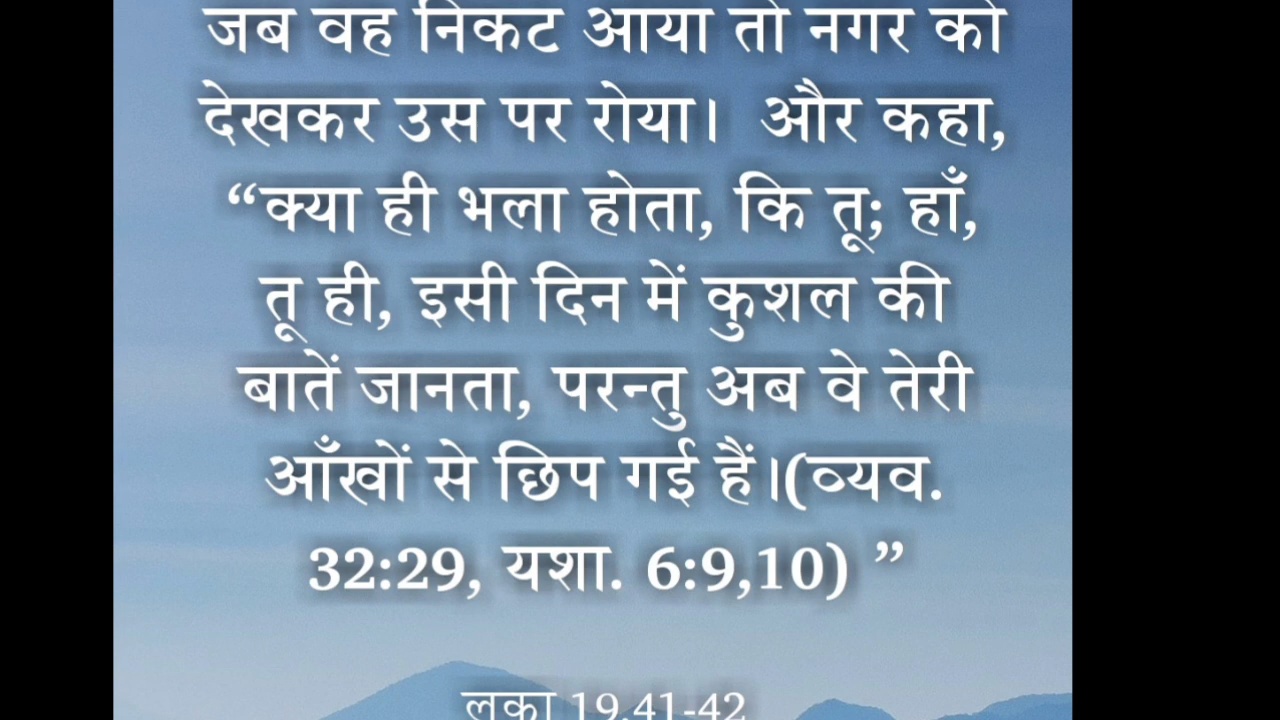 जब वह निकट आया तो नगर को
देखकर उस पर रोया। और कहा,
“क्या ही भला होता, कि तू; हाँ,
तू ही, इसी दिन में कुशल की
बातें जानता, परन्तु अब वे तेरी
आँखों से छिप गई हैं।(व्यव.
32:29, यशा. 6:9,10) ”
लूका 19.41-42